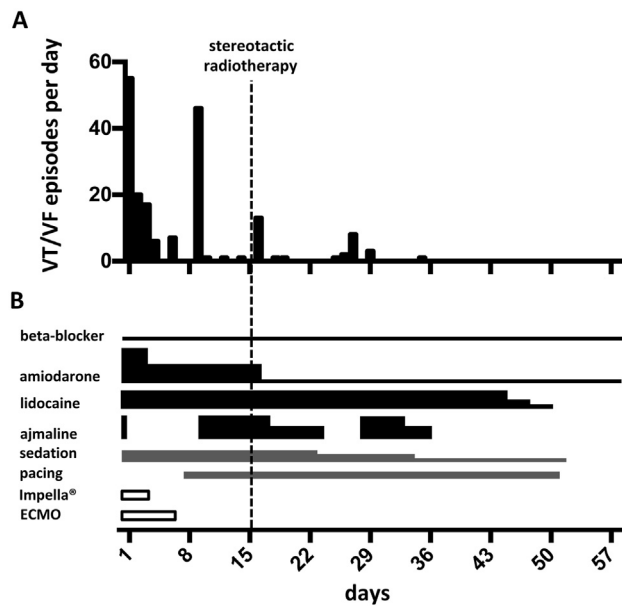 A
stereotactic
radiotherapy
VT/VF episodes per day
60
40
20
0
B
beta-blocker
amiodarone
lidocaine
ajmaline
sedation
pacing
Impella®
ECMO
1 8 15 22 29 36 43 50 57
days